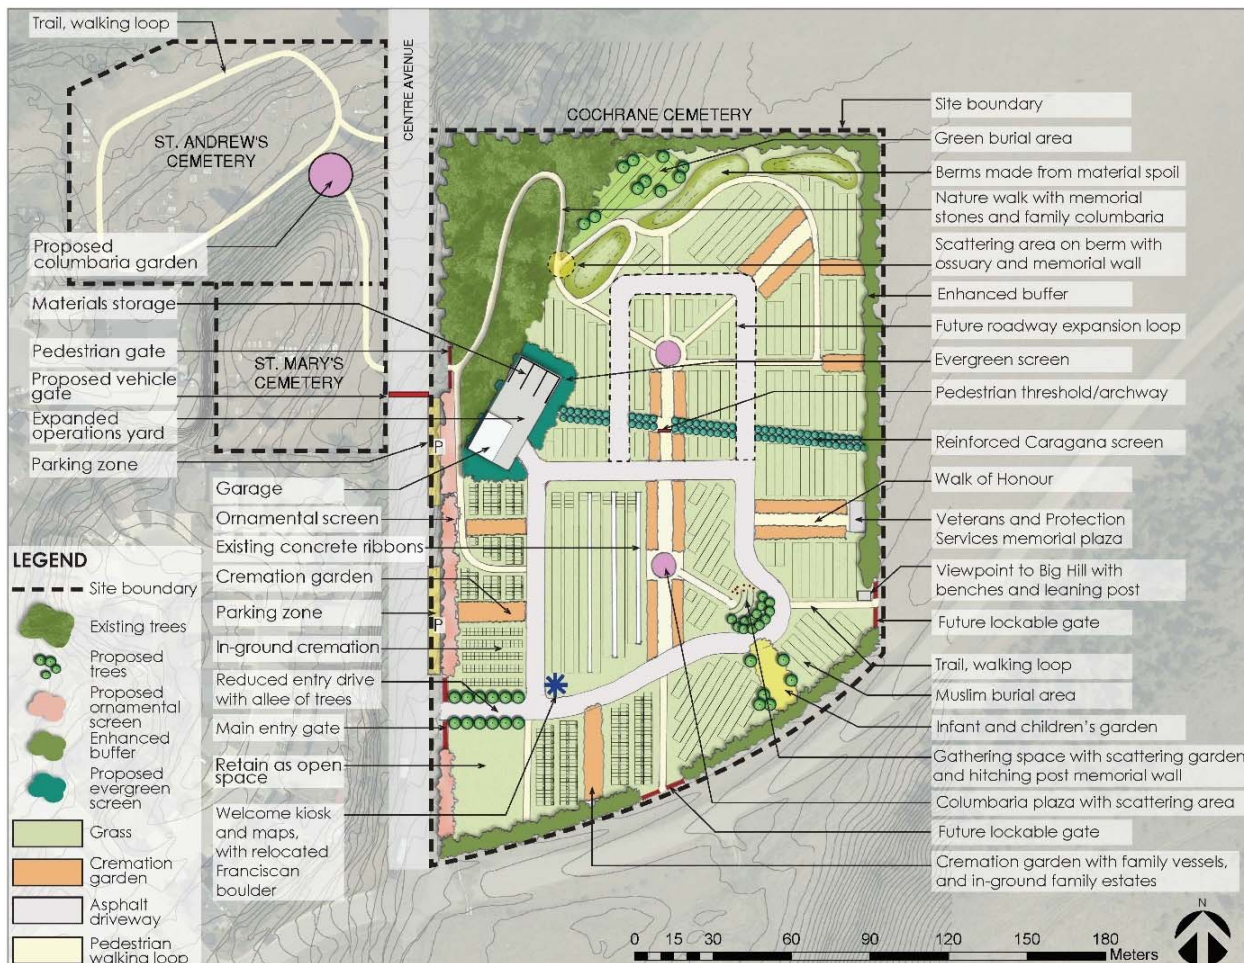 Trail, walking loop
CENTRE AVENUE
ST. ANDREW'S
CEMETERY
Proposed
columbaria garden
Materials storage
Pedestrian gate
ST. MARY'S
CEMETERY
Proposed vehicle
gate
Expanded
operations yard
Parking zone
P
Garage
Ornamental screen
Existing concrete ribbons
Cremation garden
Parking zone
P
In-ground cremation
Reduced entry drive
with allee of trees
Main entry gate
Retain as open
space
Welcome kiosk
and maps,
with relocated
Franciscan
boulder
COCHRANE CEMETERY
Site boundary
Green burial area
Berms made from material spoil
Nature walk with memorial
stones and family columbaria
Scattering area on berm with
ossuary and memorial wall
Enhanced buffer
Future roadway expansion loop
Evergreen screen
Pedestrian threshold/archway
Reinforced Caragana screen
Walk of Honour
Veterans and Protection
Services memorial plaza
Viewpoint to Big Hill with
benches and leaning post
Future lockable gate
Trail, walking loop
Muslim burial area
Infant and children's garden
Gathering space with scattering garden
and hitching post memorial wall
Columbaria plaza with scattering area
Future lockable gate
Cremation garden with family vessels,
and in-ground family estates
LEGEND
Site boundary
Existing trees
Proposed
trees
Proposed
ornamental
screen
Enhanced
buffer
Proposed
evergreen
screen
Grass
Cremation
garden
Asphalt
driveway
Pedestrian
walking loop
0 15 30 60 90 120 150 180
Meters
N